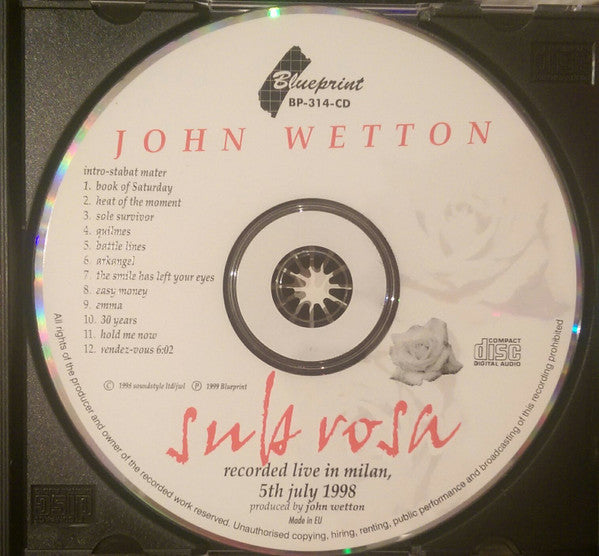 Blueprint
BP-314-CD
JOHN WETTON
intro-stabat mater
1. book of Saturday
2. heat of the moment
3. sole survivor
4. quilmes
5. battle lines
6. arkangel
7. the smile has left your eyes
8. easy money
9. emma
10. 30 years
11. hold me now
12. rendez-vous 6:02
© 1998 soundstyle ltd/jwl ℗ 1999 Blueprint
COMPACT
disc
DIGITAL AUDIO
sub rosa
recorded live in milan,
5th july 1998
produced by john wetton
Made in EU
All rights of the producer and owner of the recorded work reserved. Unauthorised copying, hiring, renting, public performance and broadcasting of this recording prohibited